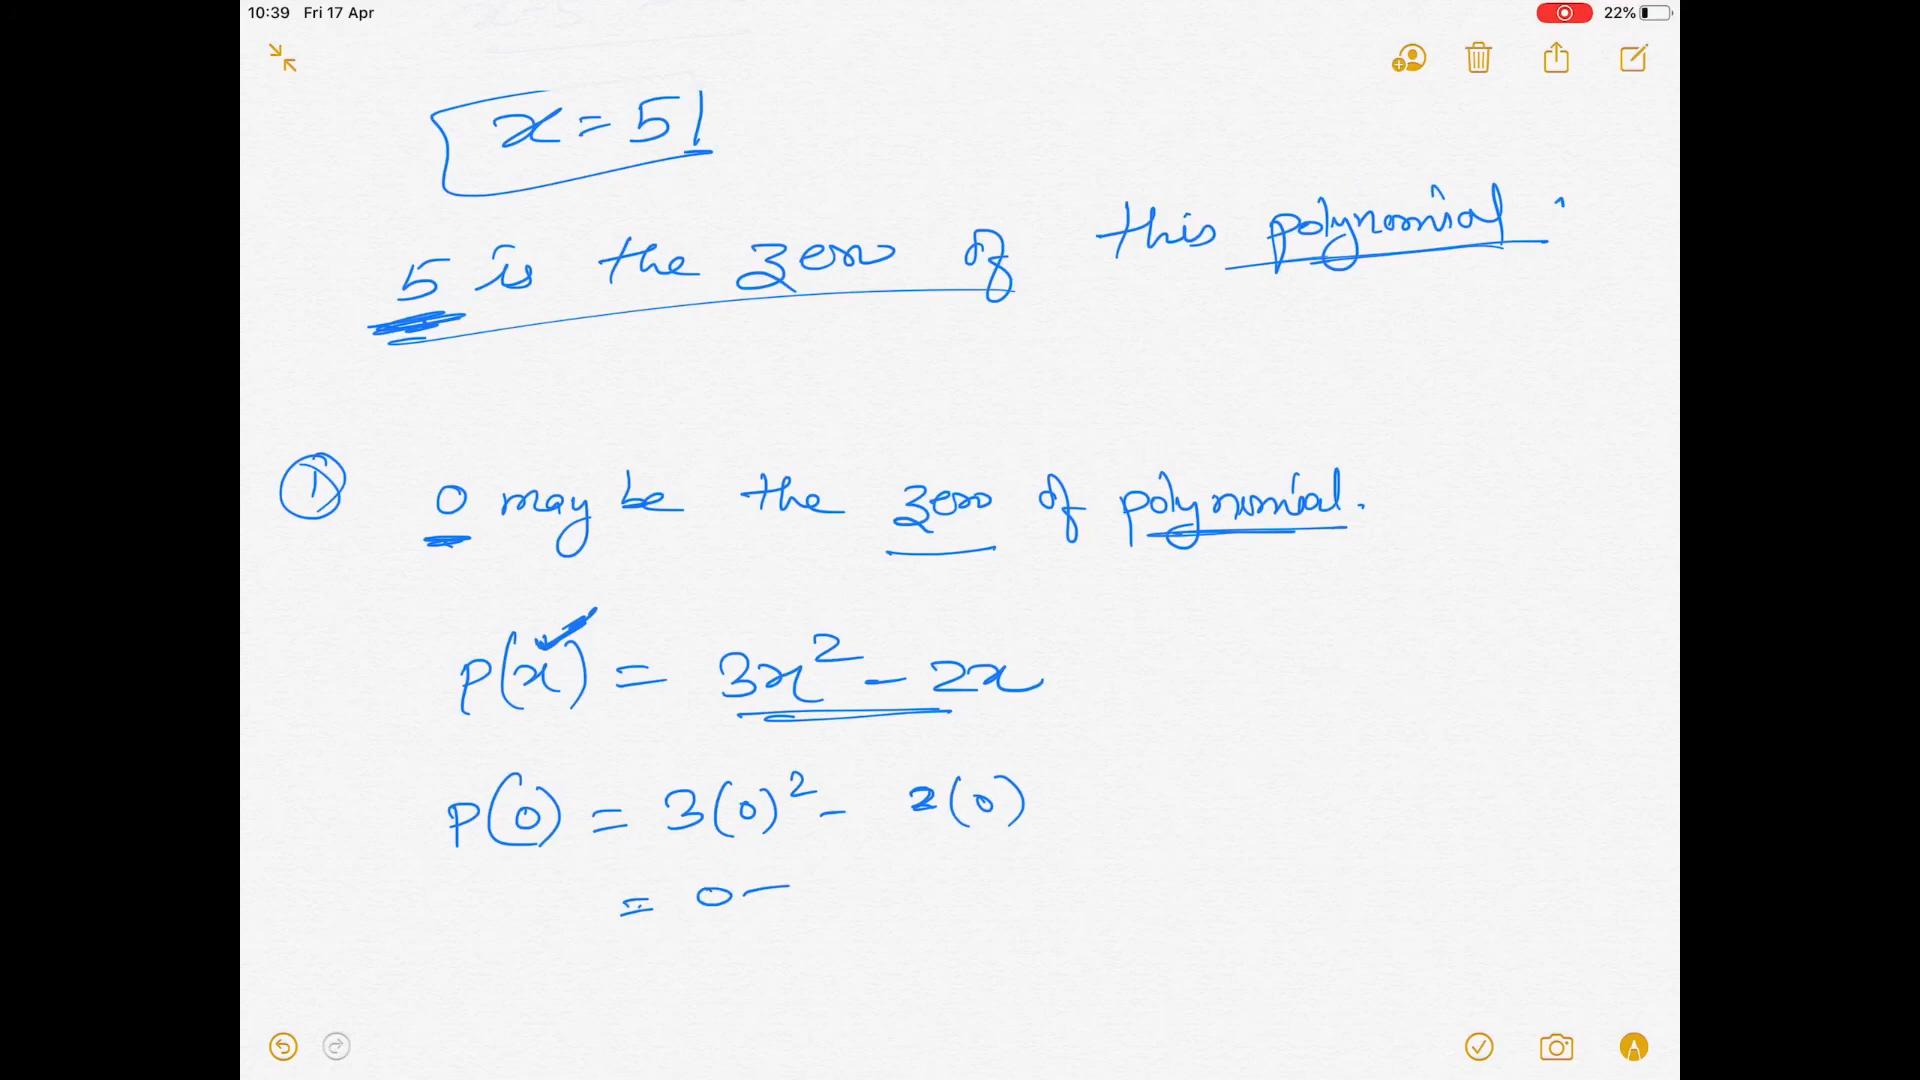 10:39 Fri 17 Apr 22%
x = 5!
5 is the zero of this polynomial.
① 0 may be the zero of polynomial.
p(x) = 3x² - 2x
p(0) = 3(0)² - 2(0)
= 0 -